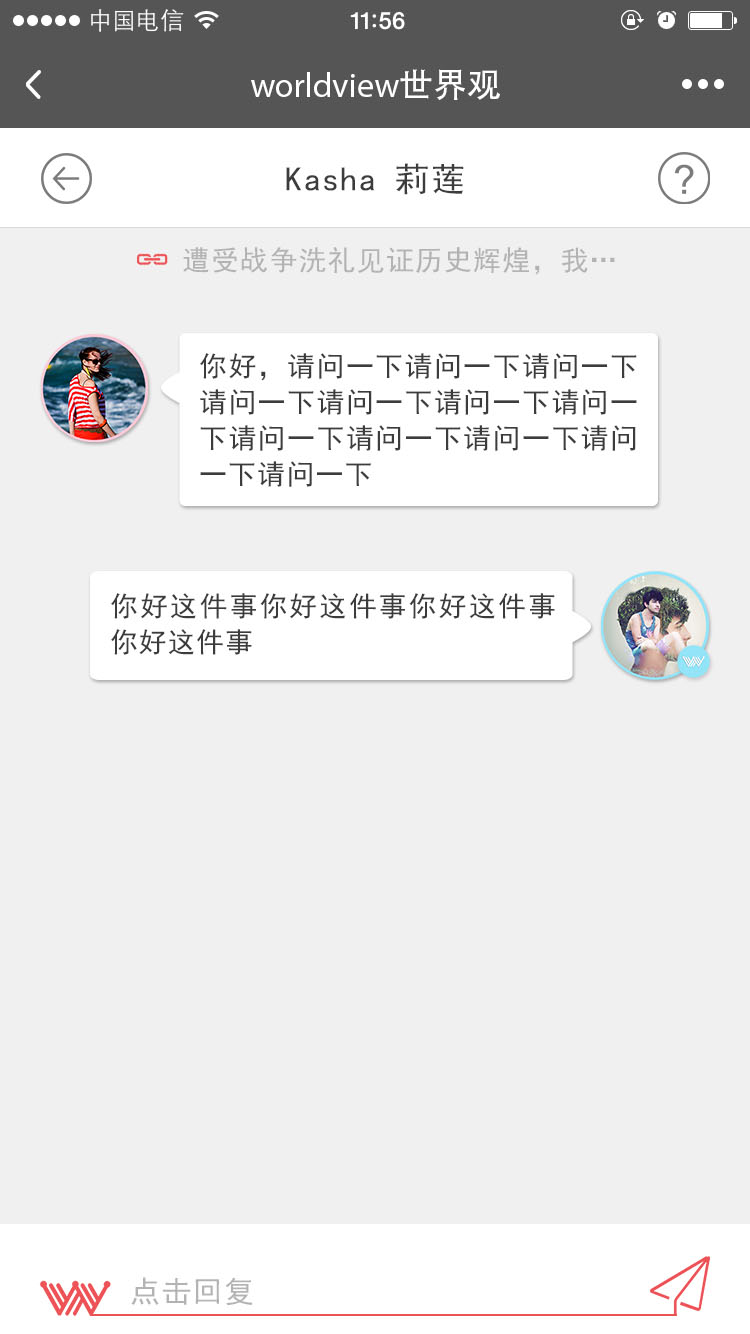 中国电信 11:56
worldview世界观
Kasha 莉莲
遭受战争洗礼见证历史辉煌，我…
你好，请问一下请问一下请问一下
请问一下请问一下请问一下请问一
下请问一下请问一下请问一下请问
一下请问一下
你好这件事你好这件事你好这件事
你好这件事
点击回复